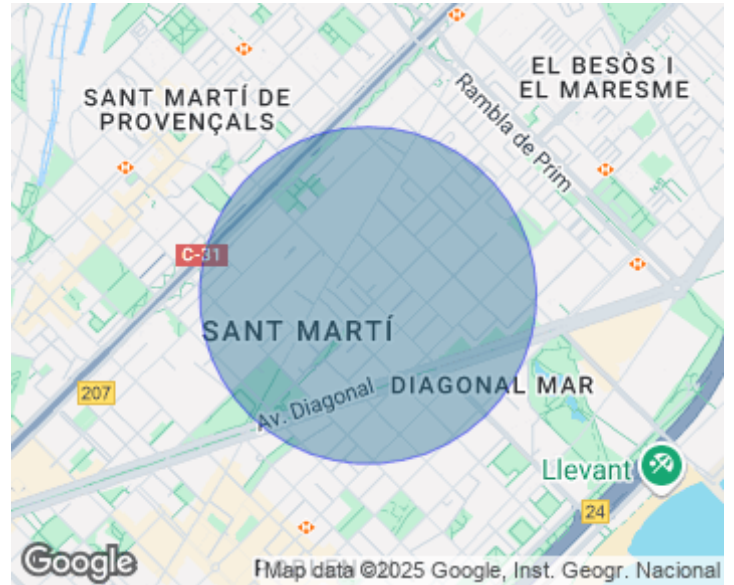 EL BESÒS I
EL MARESME
SANT MARTÍ DE
PROVENÇALS
Rambla de Prim
C-31
SANT MARTÍ
207
Av. Diagonal
DIAGONAL MAR
Llevant
24
Google
Map data ©2025 Google, Inst. Geogr. Nacional